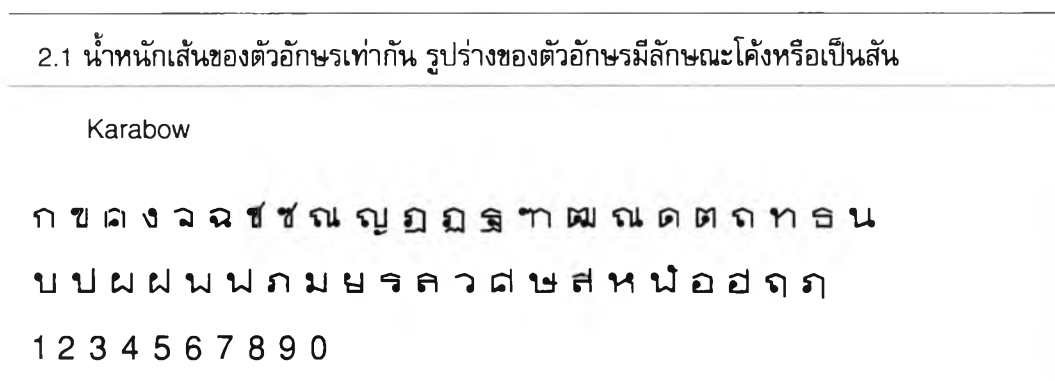 2.1 น้ำหนักเส้นของตัวอักษรเท่ากัน รูปร่างของตัวอักษรมีลักษณะโค้งหรือเป็นสัน
Karabow
ก ข ค ง จ ฉ ช ซ ฌ ญ ฎ ฏ ฐ ฑ ฒ ณ ด ต ถ ท ธ น
บ ป ผ ฝ พ ฟ ภ ม ย ร ล ว ศ ษ ส ห ฬ อ ฮ ฤ ฦ
1 2 3 4 5 6 7 8 9 0